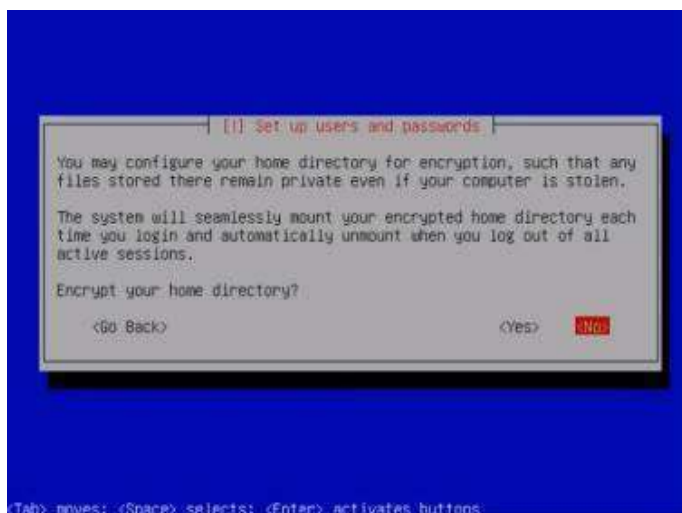 [!] Set up users and passwords
You may configure your home directory for encryption, such that any
files stored there remain private even if your computer is stolen.
The system will seamlessly mount your encrypted home directory each
time you login and automatically unmount when you log out of all
active sessions.
Encrypt your home directory?
<Go Back> <Yes> <No>
<Tab> moves; <Space> selects; <Enter> activates buttons